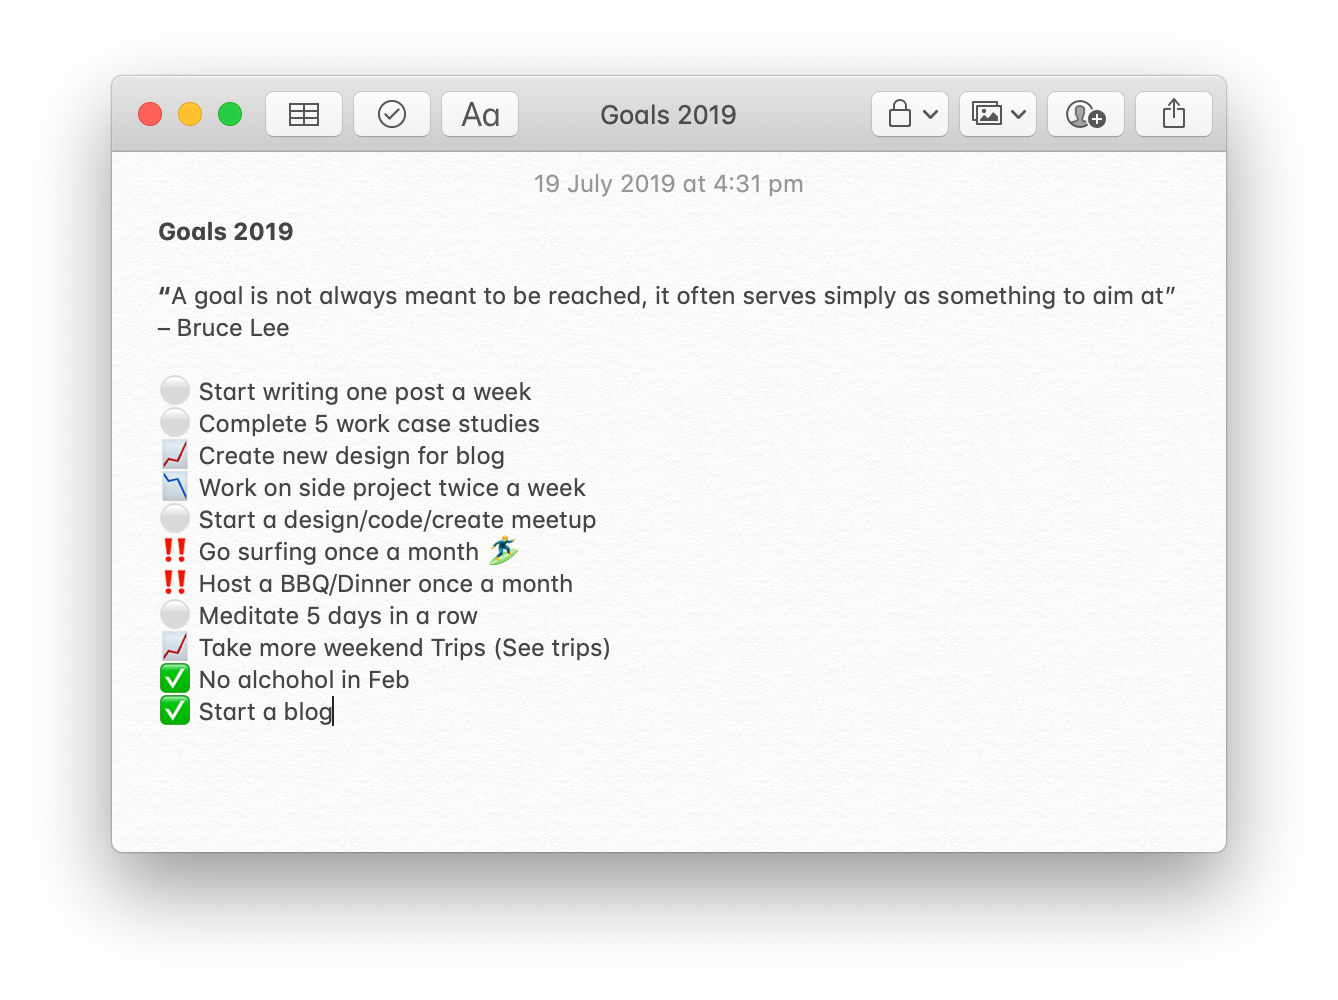 Aa
Goals 2019
19 July 2019 at 4:31 pm
Goals 2019
“A goal is not always meant to be reached, it often serves simply as something to aim at”
– Bruce Lee
⚪ Start writing one post a week
⚪ Complete 5 work case studies
📈 Create new design for blog
📉 Work on side project twice a week
⚪ Start a design/code/create meetup
‼️ Go surfing once a month 🏄‍♂️
‼️ Host a BBQ/Dinner once a month
⚪ Meditate 5 days in a row
📈 Take more weekend Trips (See trips)
✅ No alchohol in Feb
✅ Start a blog